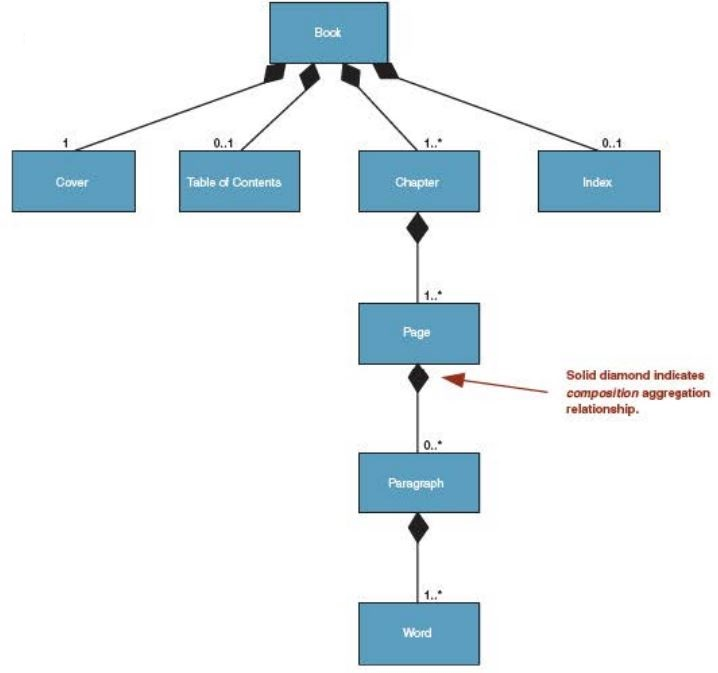 Book
1
0..1
1..*
0..1
Cover
Table of Contents
Chapter
Index
1..*
Page
Solid diamond indicates
composition aggregation
relationship.
0..*
Paragraph
1..*
Word